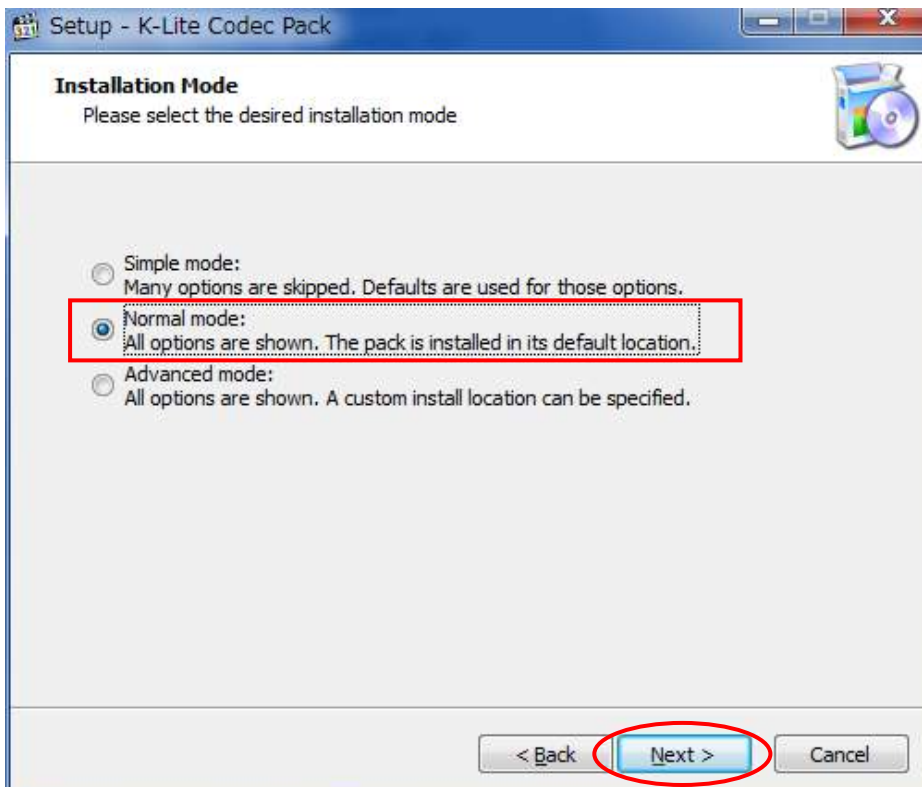 Setup - K-Lite Codec Pack
Installation Mode
Please select the desired installation mode
Simple mode:
Many options are skipped. Defaults are used for those options.
Normal mode:
All options are shown. The pack is installed in its default location.
Advanced mode:
All options are shown. A custom install location can be specified.
< Back Next > Cancel